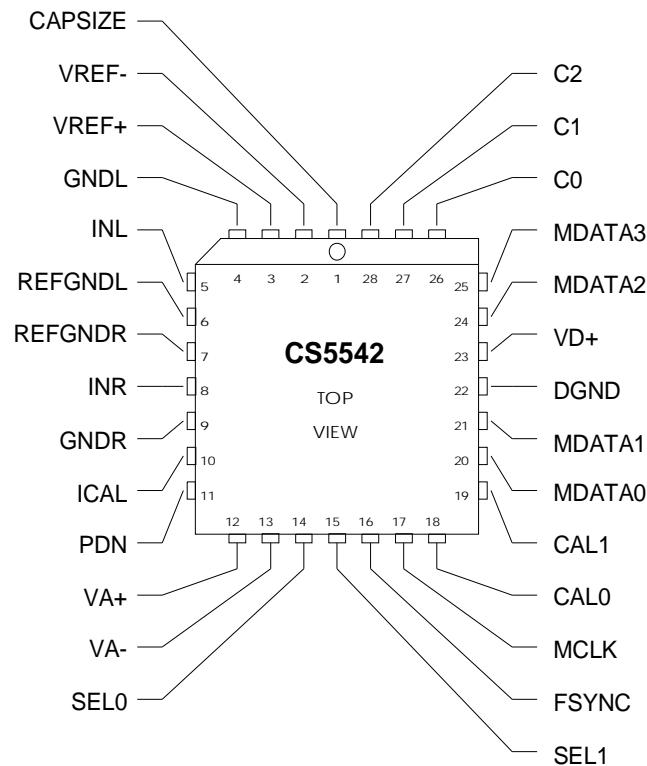 CAPSIZE
VREF-
VREF+
GNDL
INL
REFGNDL
REFGNDR
INR
GNDR
ICAL
PDN
VA+
VA-
SEL0
C2
C1
C0
MDATA3
MDATA2
VD+
DGND
MDATA1
MDATA0
CAL1
CAL0
MCLK
FSYNC
SEL1
4 3 2 1 28 27 26
5
6
7
8
9
10
11
25
24
23
22
21
20
19
CS5542
TOP
VIEW
12 13 14 15 16 17 18